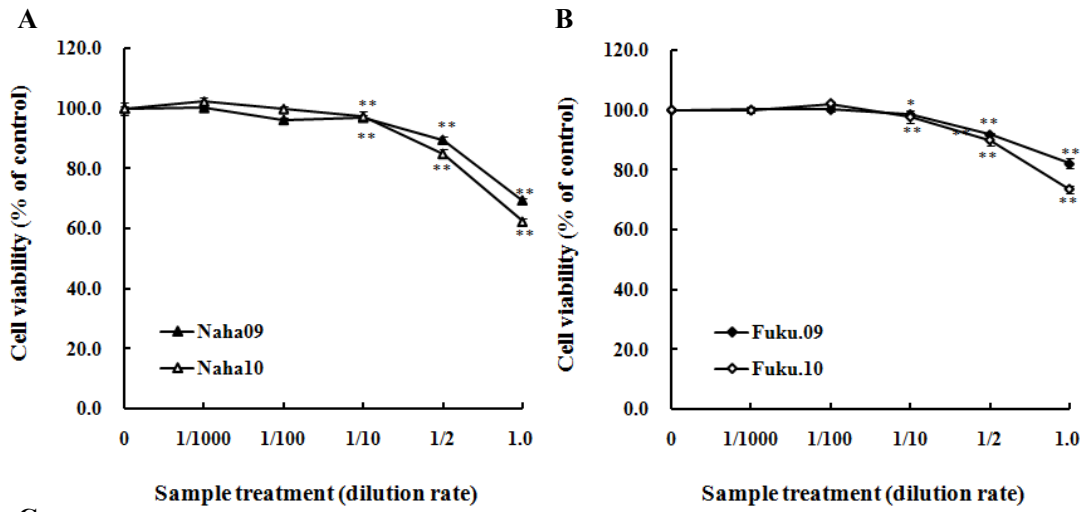 A
Cell viability (% of control)
120.0
100.0
80.0
60.0
40.0
20.0
0.0
** 
**
**
**
**
**
Naha09
Naha10
0 1/1000 1/100 1/10 1/2 1.0
Sample treatment (dilution rate)
B
Cell viability (% of control)
120.0
100.0
80.0
60.0
40.0
20.0
0.0
*
**
**
**
**
**
**
Fuku.09
Fuku.10
0 1/1000 1/100 1/10 1/2 1.0
Sample treatment (dilution rate)